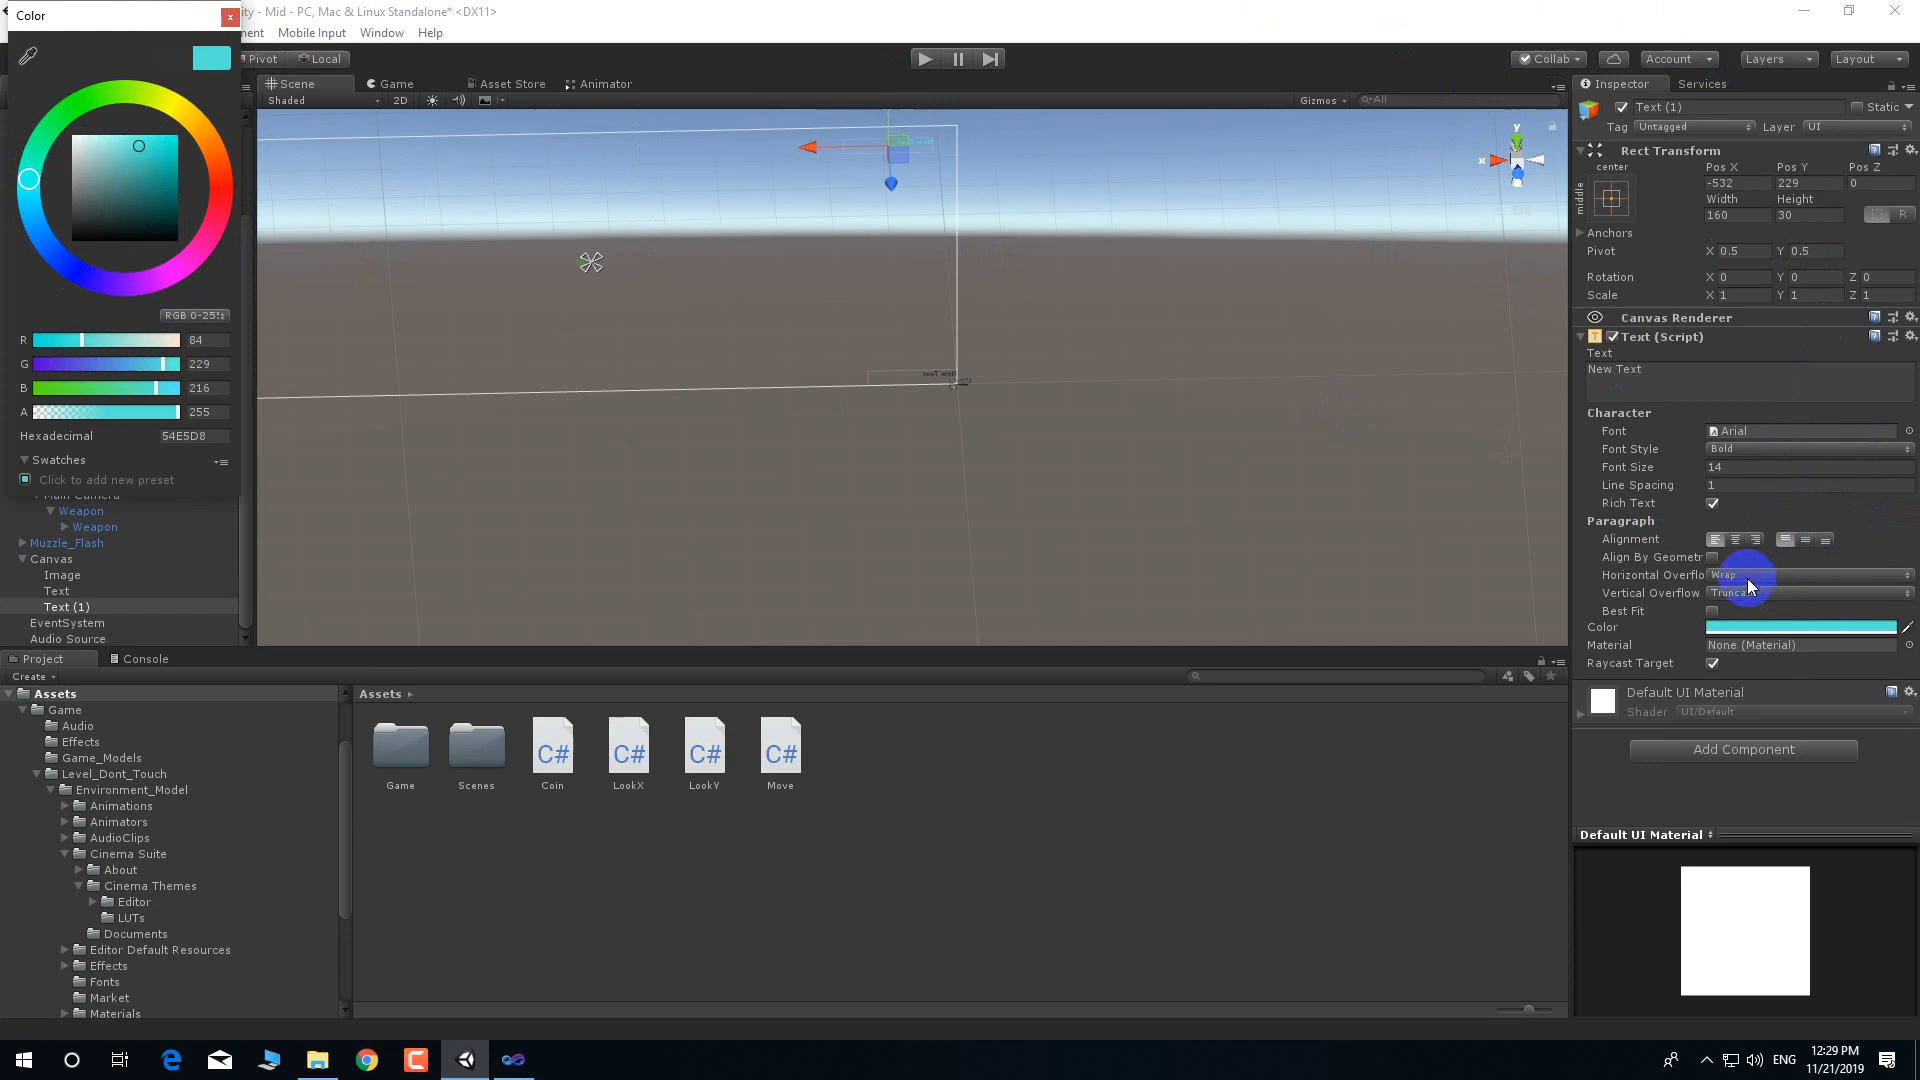 Color
ity - Mid - PC, Mac & Linux Standalone* <DX11>
nent Mobile Input Window Help
Pivot Local
Collab Account Layers Layout
Scene Game Asset Store Animator
Shaded 2D Gizmos All
Inspector Services
Text (1) Static
Tag Untagged Layer UI
Rect Transform
center Pos X Pos Y Pos Z
middle -532 229 0
Width Height
160 30 R
Anchors
Pivot X 0.5 Y 0.5
Rotation X 0 Y 0 Z 0
Scale X 1 Y 1 Z 1
Canvas Renderer
Text (Script)
Text
New Text
Character
Font Arial
Font Style Bold
Font Size 14
Line Spacing 1
Rich Text
Paragraph
Alignment
Align By Geometr
Horizontal Overflo Wrap
Vertical Overflow Trunca
Best Fit
Color
Material None (Material)
Raycast Target
Default UI Material
Shader UI/Default
Add Component
Default UI Material
y
x
New Text
New Text
RGB 0-255
R 84
G 229
B 216
A 255
Hexadecimal 54E5D8
Swatches
Click to add new preset
Main Camera
Weapon
Weapon
Muzzle_Flash
Canvas
Image
Text
Text (1)
EventSystem
Audio Source
Project Console
Create
Assets
Game
Audio
Effects
Game_Models
Level_Dont_Touch
Environment_Model
Animations
Animators
AudioClips
Cinema Suite
About
Cinema Themes
Editor
LUTs
Documents
Editor Default Resources
Effects
Fonts
Market
Materials
Assets
C# C# C# C#
Game Scenes Coin LookX LookY Move
ENG
12:29 PM
11/21/2019